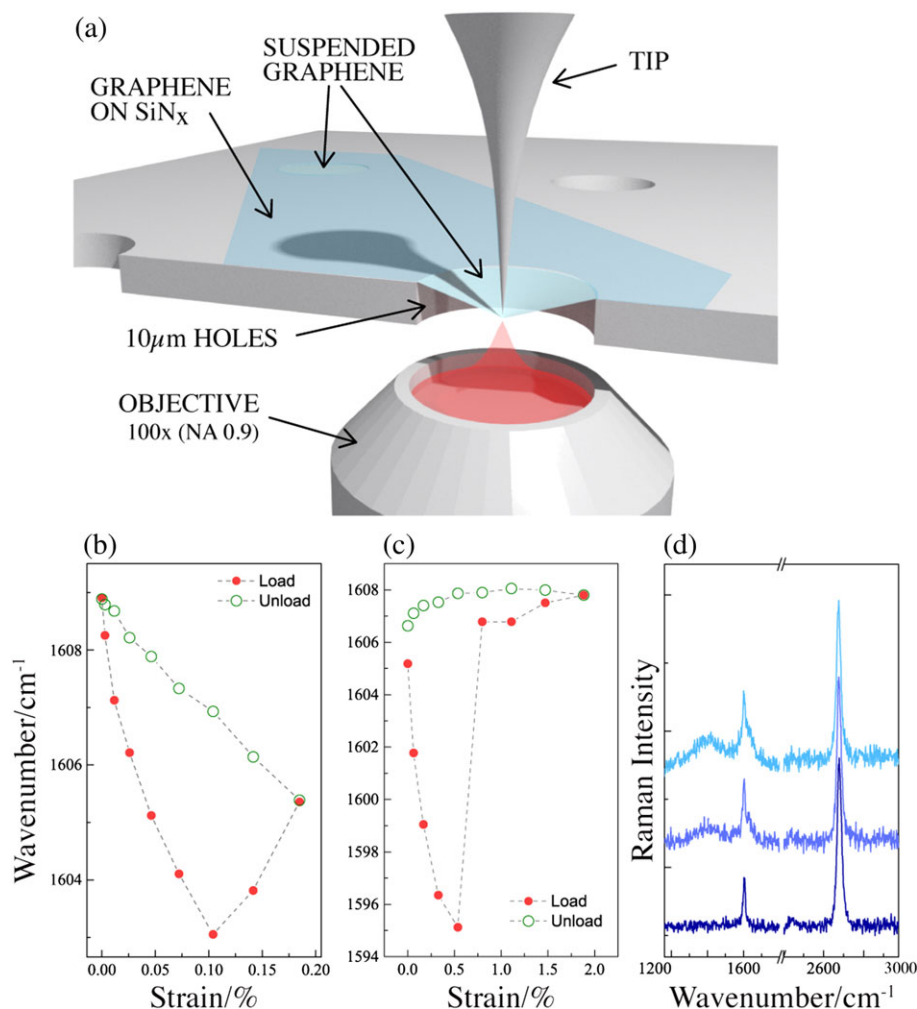 (a)
SUSPENDED
GRAPHENE
TIP
GRAPHENE
ON SiNx
10μm HOLES
OBJECTIVE
100x (NA 0.9)
(b)
Load
Unload
1608
1606
1604
Wavenumber/cm⁻¹
0.00 0.05 0.10 0.15 0.20
Strain/%
(c)
1608
1606
1604
1602
1600
1598
1596
1594
Load
Unload
0.0 0.5 1.0 1.5 2.0
Strain/%
(d)
Raman Intensity
1200 1600 2600 3000
Wavenumber/cm⁻¹